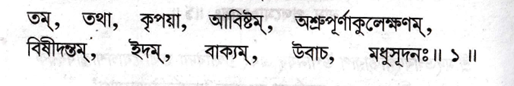 তম্, তথা, কৃপয়া, আবিষ্টম্, অশ্রুপূর্ণাকুলেক্ষণম্,
বিষীদন্তম্, ইদম্, বাক্যম্, উবাচ, মধুসূদনঃ॥ ১ ॥